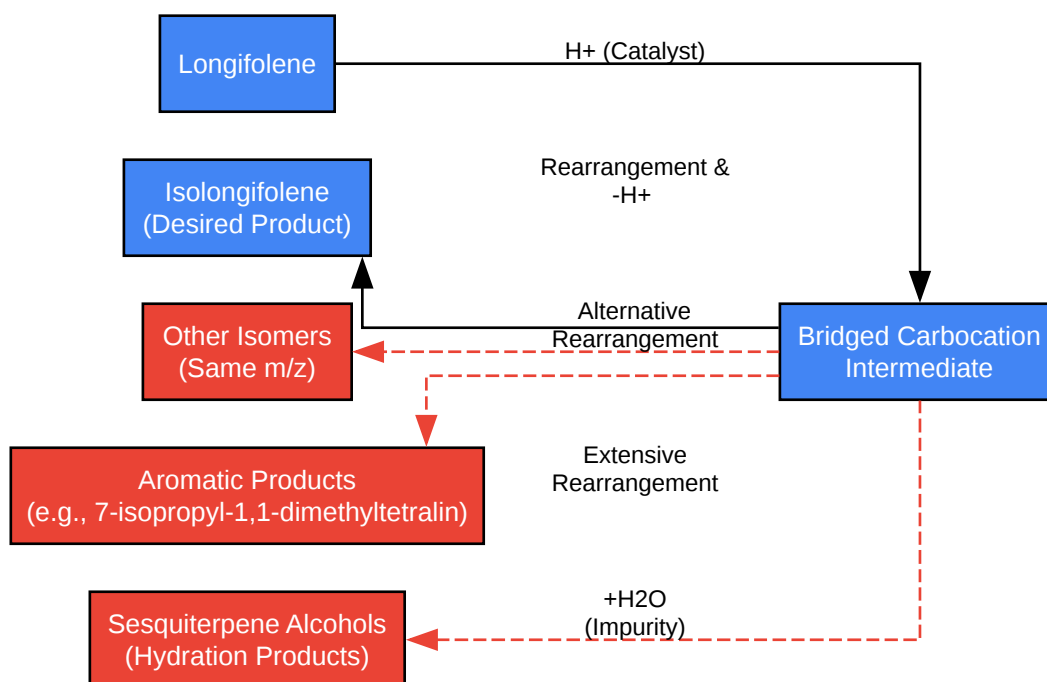 Longifolene
H+ (Catalyst)
Isolongifolene
(Desired Product)
Rearrangement &
-H+
Other Isomers
(Same m/z)
Alternative
Rearrangement
Bridged Carbocation
Intermediate
Aromatic Products
(e.g., 7-isopropyl-1,1-dimethyltetralin)
Extensive
Rearrangement
Sesquiterpene Alcohols
(Hydration Products)
+H2O
(Impurity)